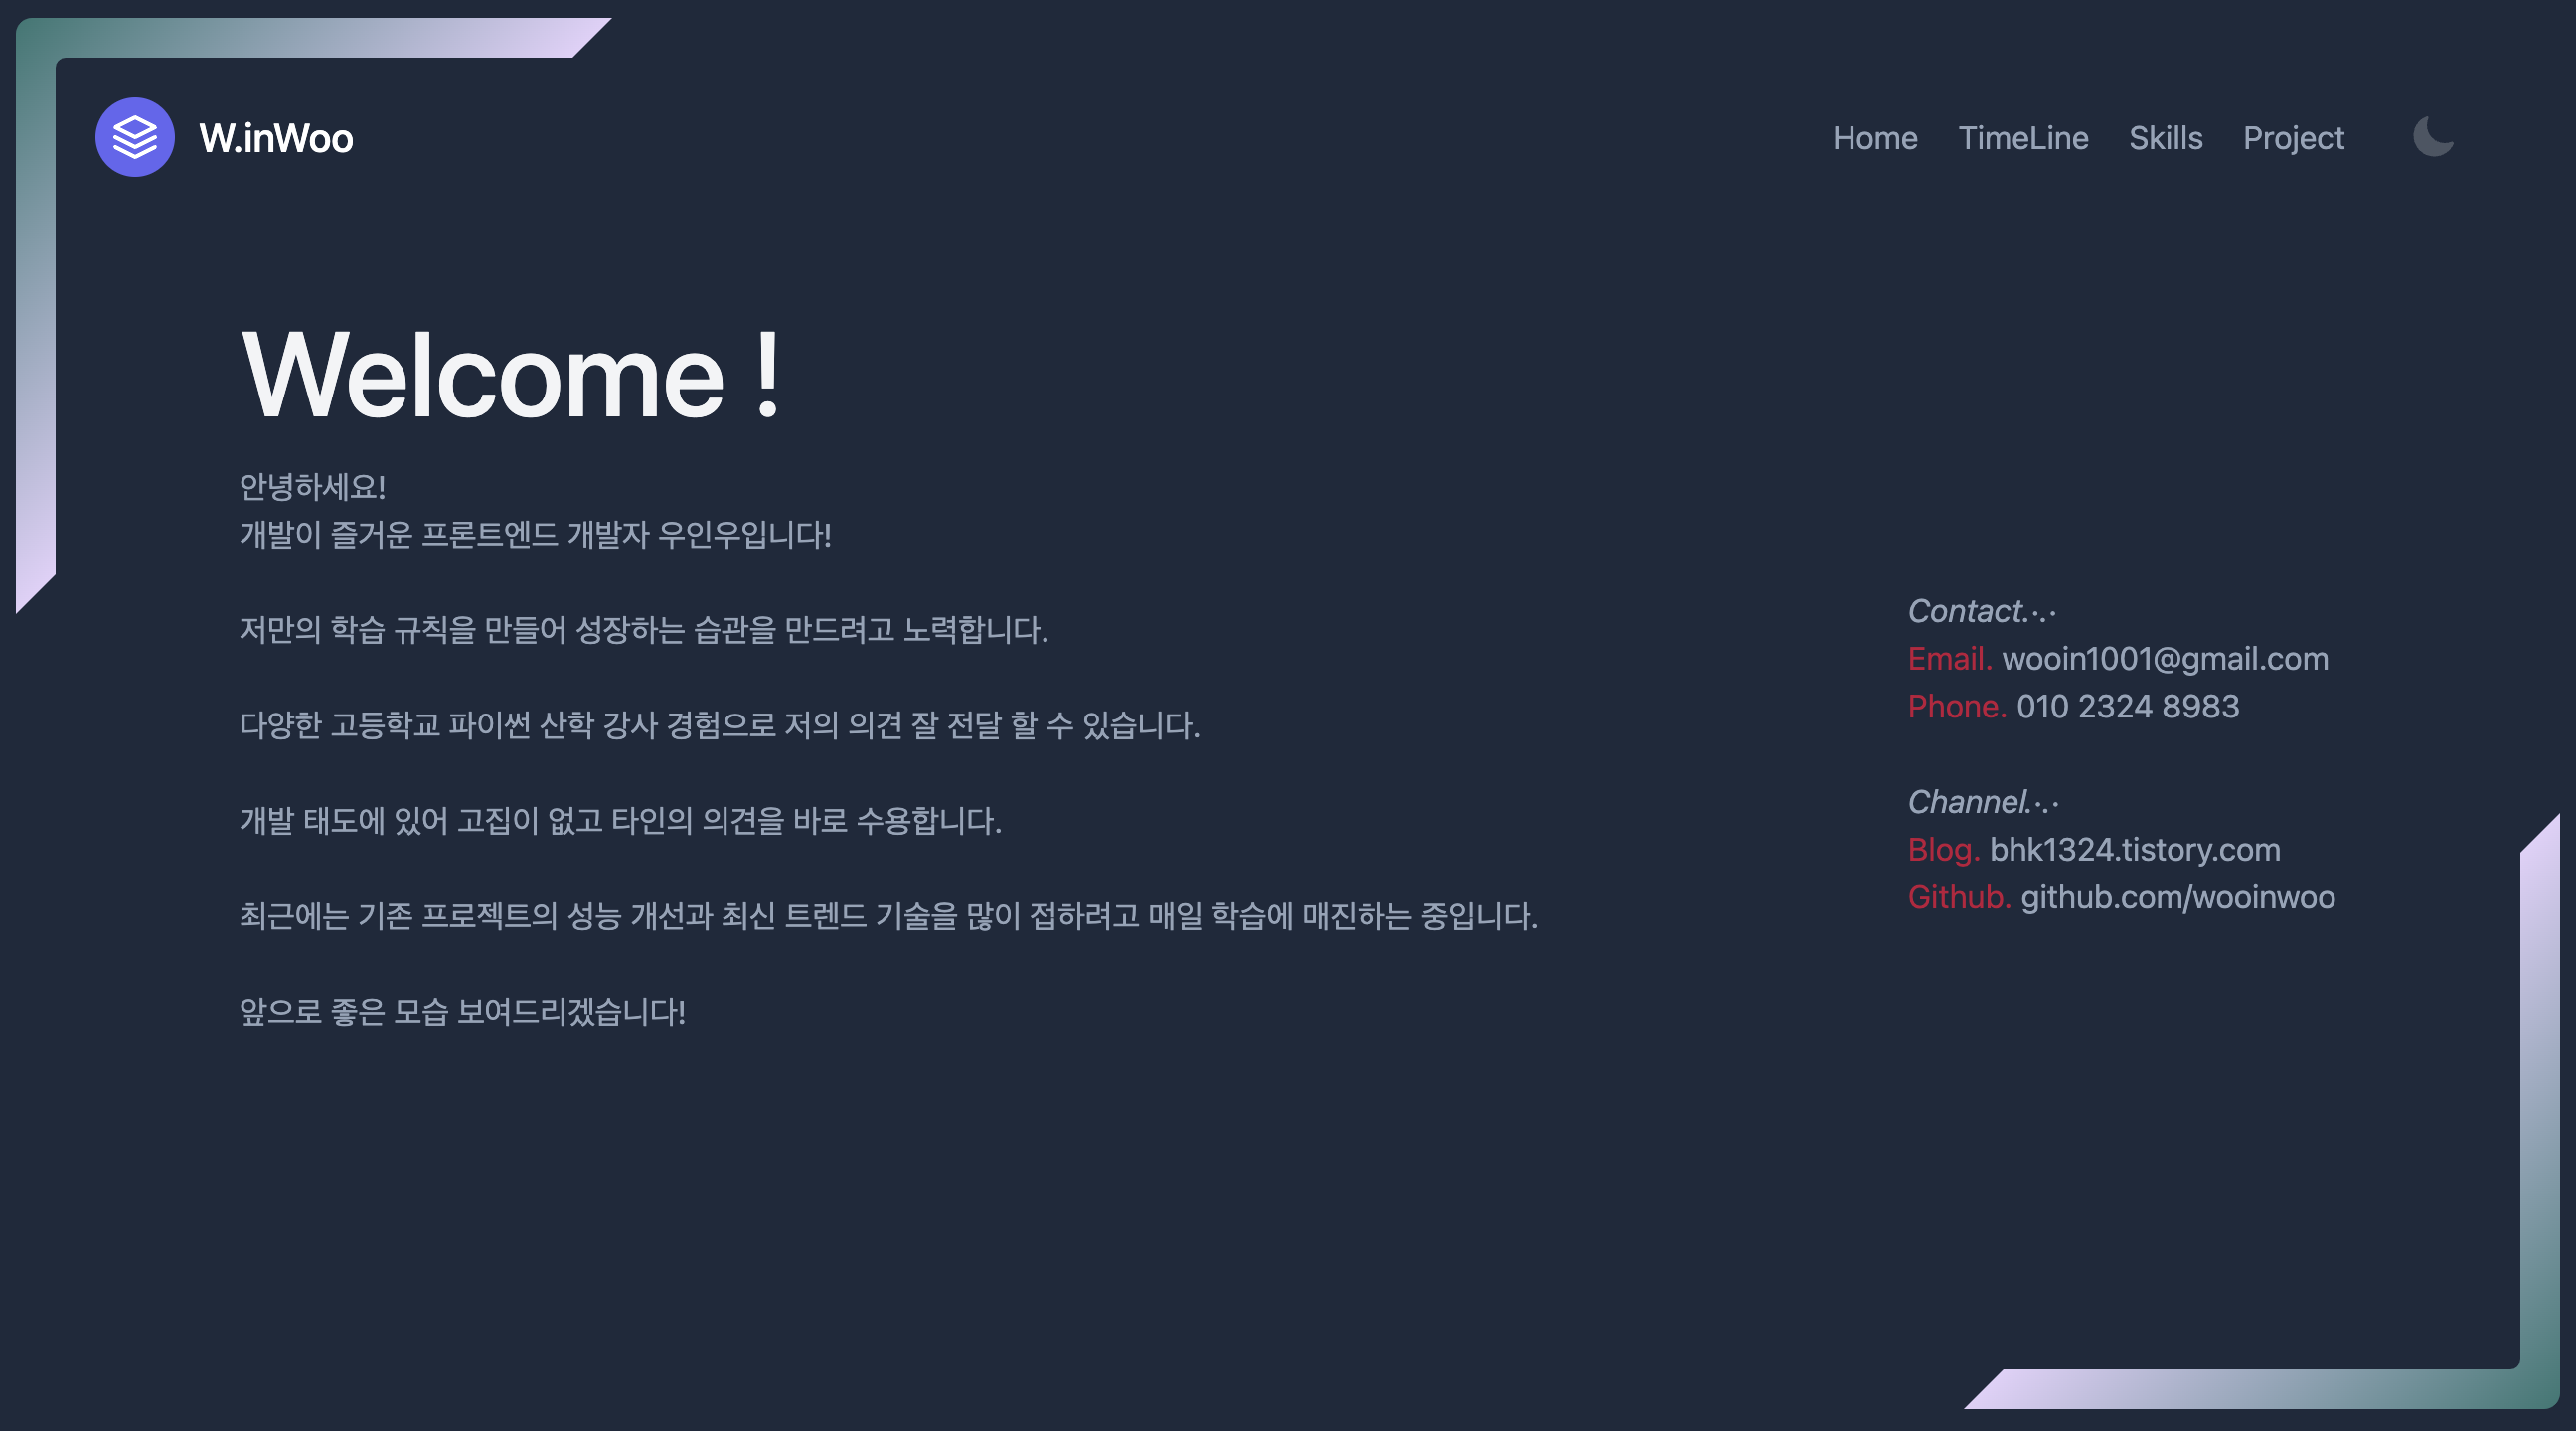 W.inWoo
Home TimeLine Skills Project
Welcome !
안녕하세요!
개발이 즐거운 프론트엔드 개발자 우인우입니다!
저만의 학습 규칙을 만들어 성장하는 습관을 만드려고 노력합니다.
다양한 고등학교 파이썬 산학 강사 경험으로 저의 의견 잘 전달 할 수 있습니다.
개발 태도에 있어 고집이 없고 타인의 의견을 바로 수용합니다.
최근에는 기존 프로젝트의 성능 개선과 최신 트렌드 기술을 많이 접하려고 매일 학습에 매진하는 중입니다.
앞으로 좋은 모습 보여드리겠습니다!
Contact.·.·
Email. wooin1001@gmail.com
Phone. 010 2324 8983
Channel.·.·
Blog. bhk1324.tistory.com
Github. github.com/wooinwoo